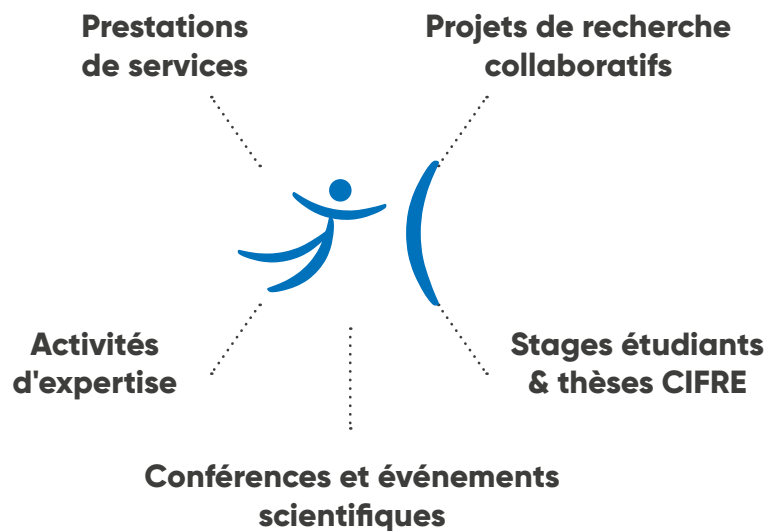 Prestations
de services
Projets de recherche
collaboratifs
Activités
d'expertise
Stages étudiants
& thèses CIFRE
Conférences et événements
scientifiques